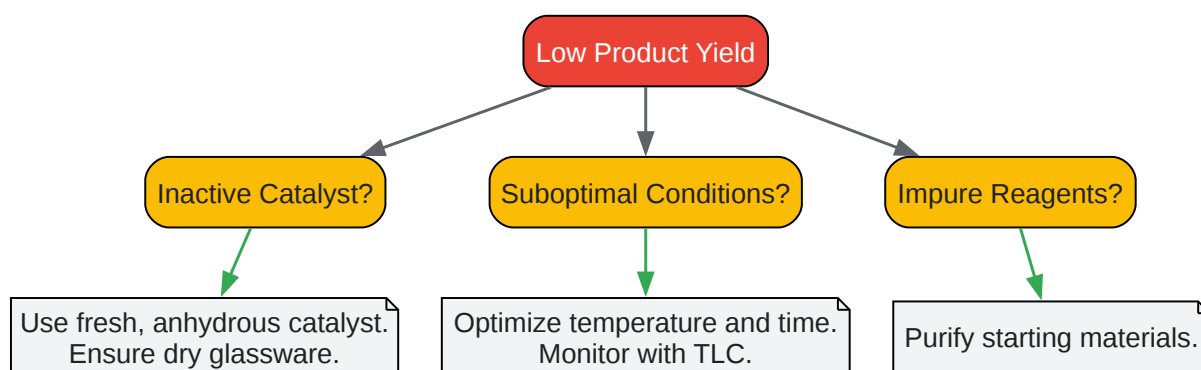 Low Product Yield
Inactive Catalyst?
Suboptimal Conditions?
Impure Reagents?
Use fresh, anhydrous catalyst.
Ensure dry glassware.
Optimize temperature and time.
Monitor with TLC.
Purify starting materials.